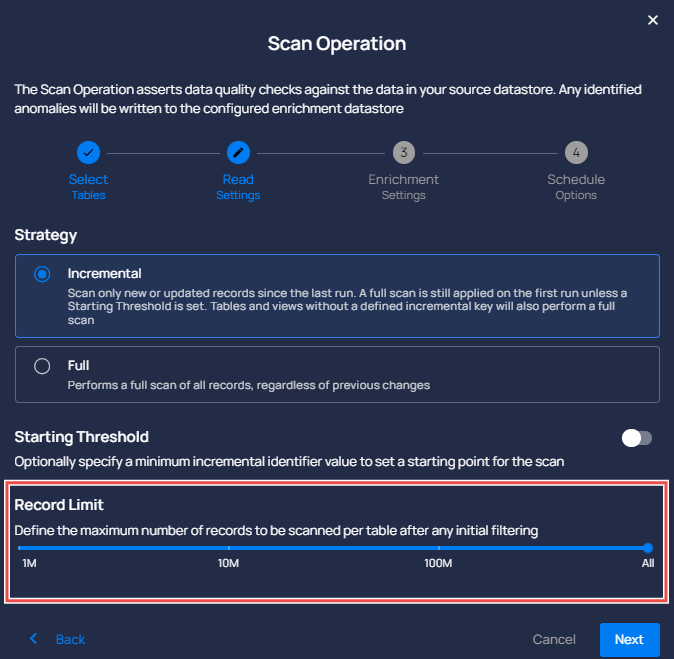 Scan Operation
The Scan Operation asserts data quality checks against the data in your source datastore. Any identified
anomalies will be written to the configured enrichment datastore
3
4
Select
Read
Enrichment
Schedule
Tables
Settings
Settings
Options
Strategy
Incremental
Scan only new or updated records since the last run. A full scan is still applied on the first run unless a
Starting Threshold is set. Tables and views without a defined incremental key will also perform a full
scan
Full
Performs a full scan of all records, regardless of previous changes
Starting Threshold
Optionally specify a minimum incremental identifier value to set a starting point for the scan
Record Limit
Define the maximum number of records to be scanned per table after any initial filtering
1M
10M
100M
All
Back
Cancel
Next